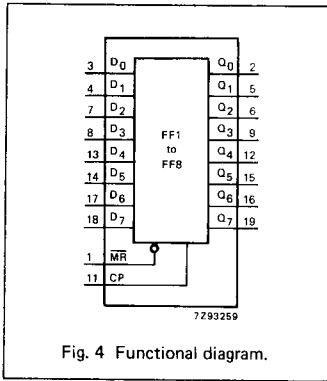 3 D0 Q0 2
4 D1 Q1 5
7 D2 Q2 6
8 D3 FF1 Q3 9
to
13 D4 FF8 Q4 12
14 D5 Q5 15
17 D6 Q6 16
18 D7 Q7 19
1 M̅R̅
11 CP
7Z93259
Fig. 4 Functional diagram.